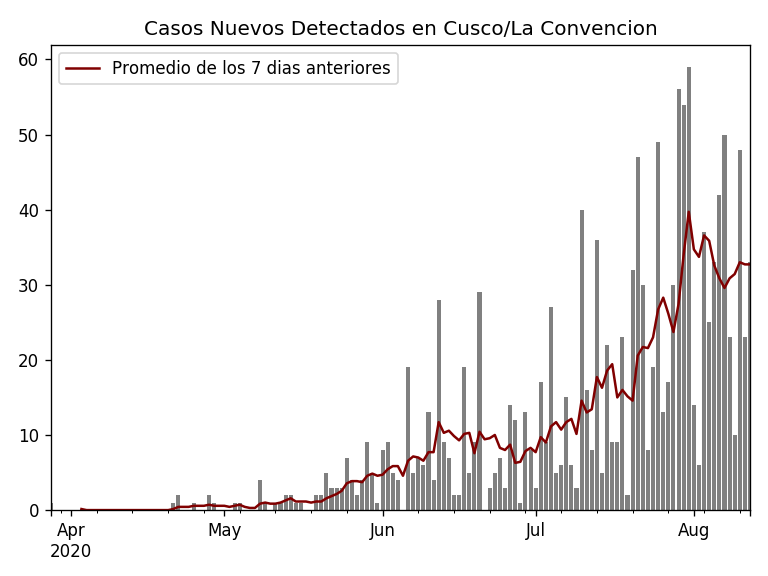 Casos Nuevos Detectados en Cusco/La Convencion
Promedio de los 7 dias anteriores
60
50
40
30
20
10
0
Apr May Jun Jul Aug
2020